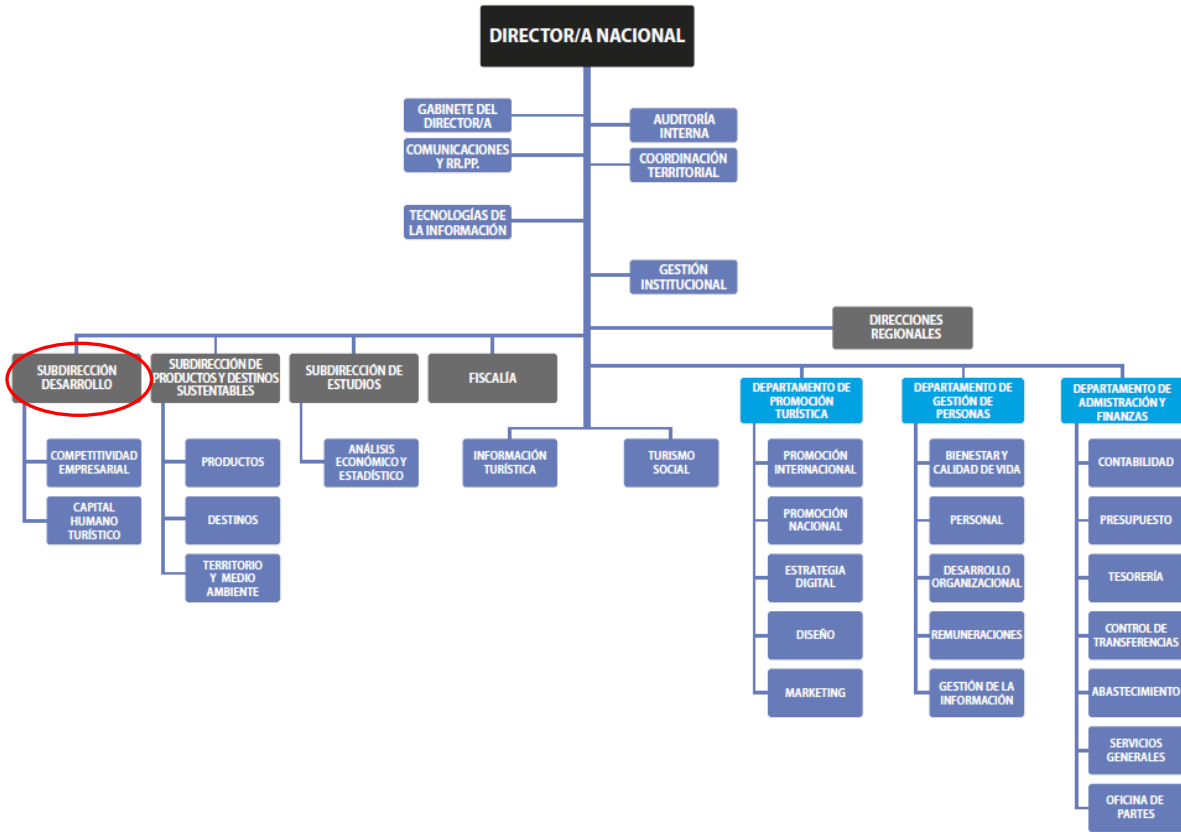 DIRECTOR/A NACIONAL
GABINETE DEL
DIRECTOR/A
AUDITORÍA
INTERNA
COMUNICACIONES
Y RR.PP.
COORDINACIÓN
TERRITORIAL
TECNOLOGÍAS DE
LA INFORMACIÓN
GESTIÓN
INSTITUCIONAL
DIRECCIONES
REGIONALES
SUBDIRECCIÓN
DESARROLLO
SUBDIRECCIÓN DE
PRODUCTOS Y DESTINOS
SUSTENTABLES
SUBDIRECCIÓN DE
ESTUDIOS
FISCALÍA
DEPARTAMENTO DE
PROMOCIÓN
TURÍSTICA
DEPARTAMENTO DE
GESTIÓN DE
PERSONAS
DEPARTAMENTO DE
ADMISTRACIÓN Y
FINANZAS
COMPETITIVIDAD
EMPRESARIAL
CAPITAL
HUMANO
TURÍSTICO
PRODUCTOS
DESTINOS
TERRITORIO
Y MEDIO
AMBIENTE
ANÁLISIS
ECONÓMICO Y
ESTADÍSTICO
INFORMACIÓN
TURÍSTICA
TURISMO
SOCIAL
PROMOCIÓN
INTERNACIONAL
PROMOCIÓN
NACIONAL
ESTRATEGIA
DIGITAL
DISEÑO
MARKETING
BIENESTAR Y
CALIDAD DE VIDA
PERSONAL
DESARROLLO
ORGANIZACIONAL
REMUNERACIONES
GESTIÓN DE LA
INFORMACIÓN
CONTABILIDAD
PRESUPUESTO
TESORERÍA
CONTROL DE
TRANSFERENCIAS
ABASTECIMIENTO
SERVICIOS
GENERALES
OFICINA DE
PARTES